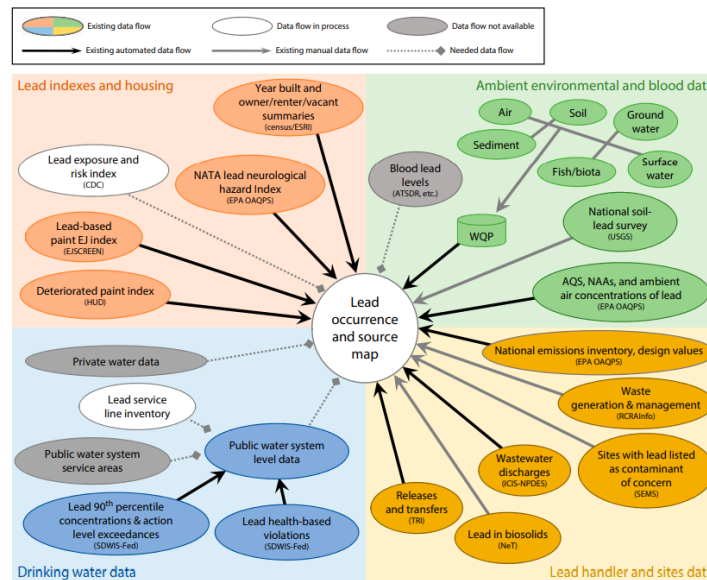 Existing data flow
Data flow in process
Data flow not available
Existing automated data flow
Existing manual data flow
Needed data flow
Lead indexes and housing
Ambient environmental and blood dat
Year built and
owner/renter/vacant
summaries
(census/ESRI)
Lead exposure and
risk index
(CDC)
NATA lead neurological
hazard Index
(EPA OAQPS)
Lead-based
paint EJ index
(EJSCREEN)
Deteriorated paint index
(HUD)
Blood lead
levels
(ATSDR, etc.)
Air
Soil
Ground
water
Sediment
Fish/biota
Surface
water
WQP
National soil-
lead survey
(USGS)
AQS, NAAs, and ambient
air concentrations of lead
(EPA OAQPS)
Lead
occurrence
and source
map
Private water data
Lead service
line inventory
Public water system
service areas
Public water system
level data
Lead 90th percentile
concentrations & action
level exceedances
(SDWIS-Fed)
Lead health-based
violations
(SDWIS-Fed)
National emissions inventory, design values
(EPA OAQPS)
Waste
generation & management
(RCRAInfo)
Sites with lead listed
as contaminant
of concern
(SEMS)
Wastewater
discharges
(ICIS-NPDES)
Releases
and transfers
(TRI)
Lead in biosolids
(NeT)
Drinking water data
Lead handler and sites dat